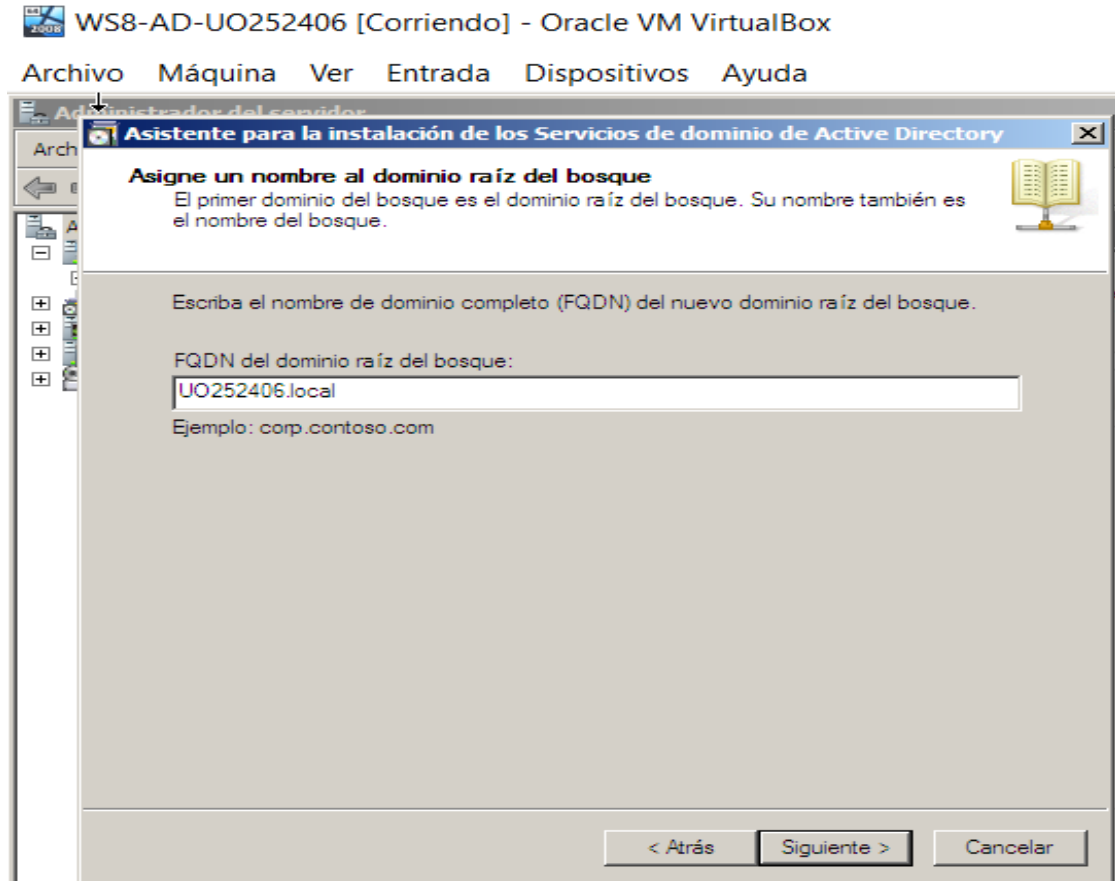 WS8-AD-UO252406 [Corriendo] - Oracle VM VirtualBox
Archivo Máquina Ver Entrada Dispositivos Ayuda
Administrador del servidor
Asistente para la instalación de los Servicios de dominio de Active Directory
Arch
Asigne un nombre al dominio raíz del bosque
El primer dominio del bosque es el dominio raíz del bosque. Su nombre también es
el nombre del bosque.
Escriba el nombre de dominio completo (FQDN) del nuevo dominio raíz del bosque.
FQDN del dominio raíz del bosque:
UO252406.local
Ejemplo: corp.contoso.com
< Atrás Siguiente > Cancelar